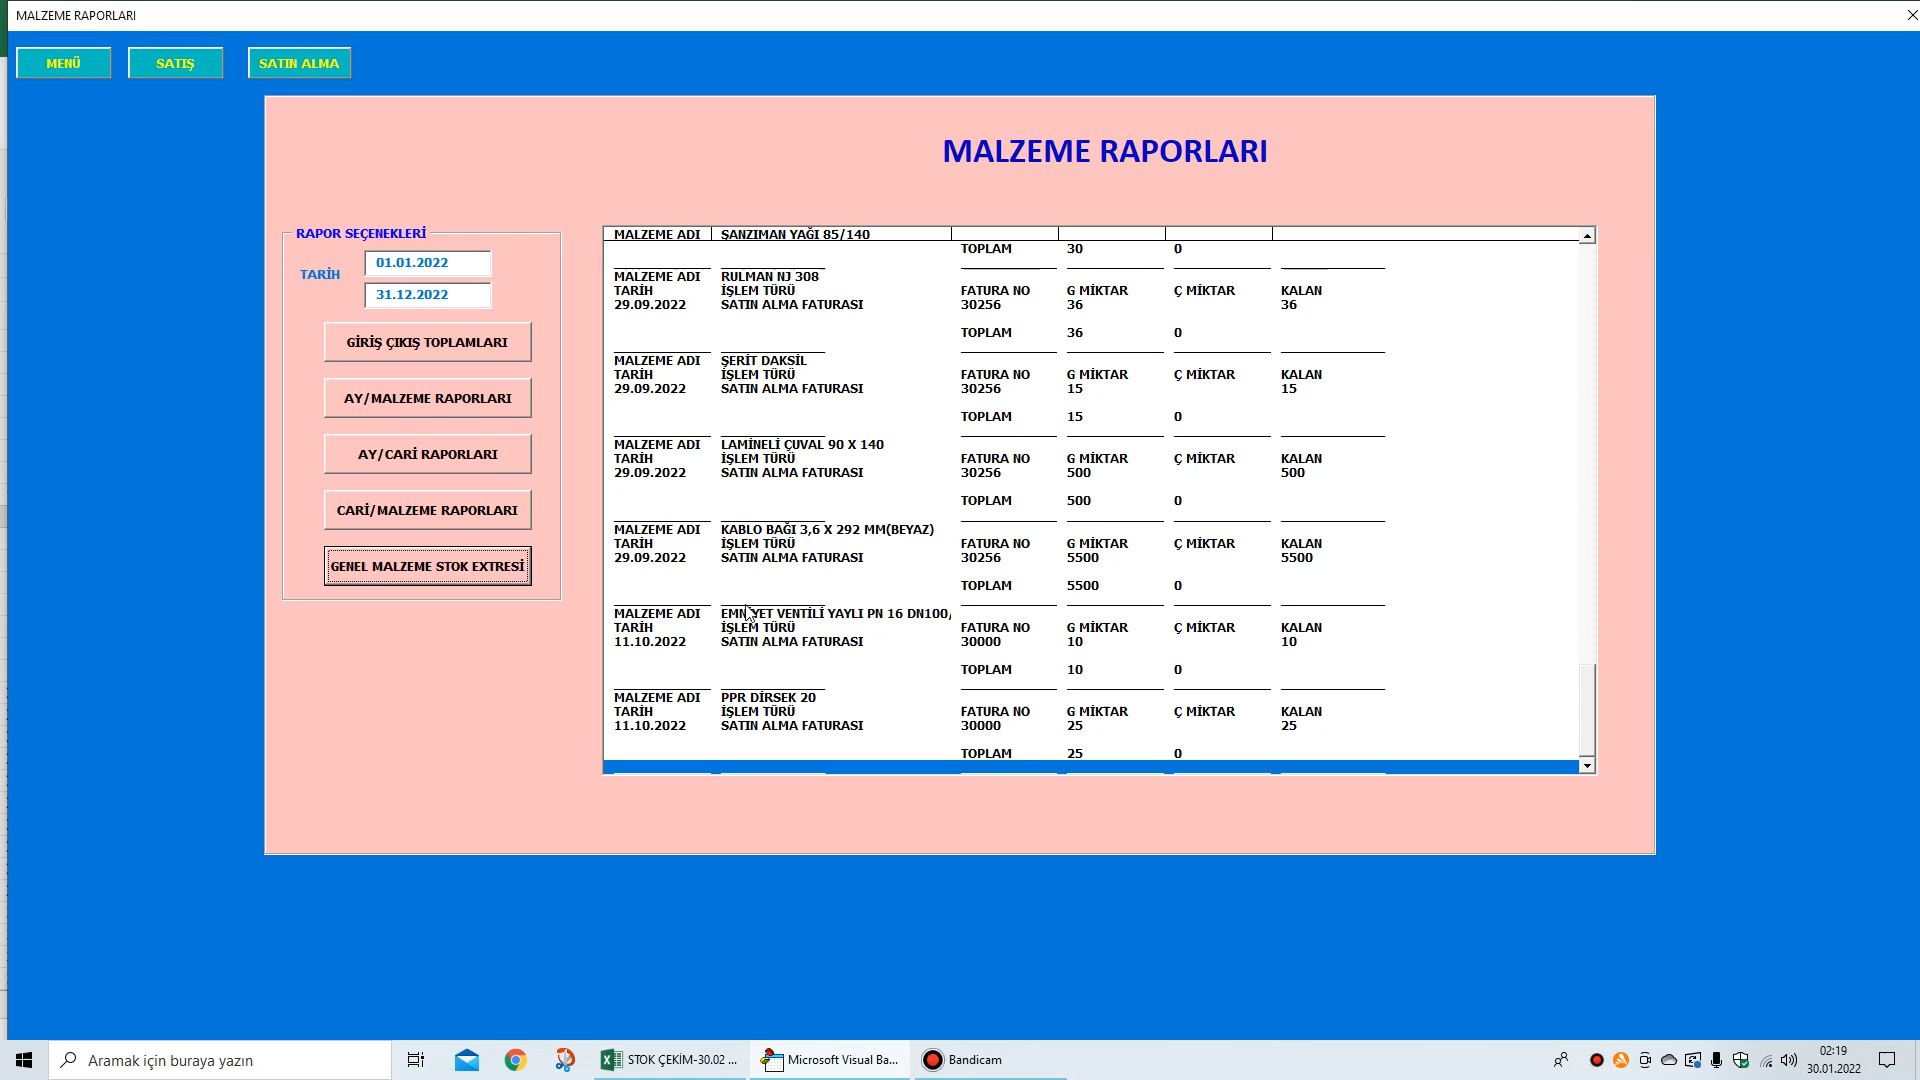 MALZEME RAPORLARI
MENÜ SATIŞ SATIN ALMA
MALZEME RAPORLARI
RAPOR SEÇENEKLERİ
TARİH
01.01.2022
31.12.2022
GİRİŞ ÇIKIŞ TOPLAMLARI
AY/MALZEME RAPORLARI
AY/CARİ RAPORLARI
CARİ/MALZEME RAPORLARI
GENEL MALZEME STOK EXTRESİ
MALZEME ADI ŞANZIMAN YAĞI 85/140
TOPLAM 30 0
MALZEME ADI RULMAN NJ 308
TARİH İŞLEM TÜRÜ FATURA NO G MİKTAR Ç MİKTAR KALAN
29.09.2022 SATIN ALMA FATURASI 30256 36 36
TOPLAM 36 0
MALZEME ADI ŞERİT DAKSİL
TARİH İŞLEM TÜRÜ FATURA NO G MİKTAR Ç MİKTAR KALAN
29.09.2022 SATIN ALMA FATURASI 30256 15 15
TOPLAM 15 0
MALZEME ADI LAMİNELİ ÇUVAL 90 X 140
TARİH İŞLEM TÜRÜ FATURA NO G MİKTAR Ç MİKTAR KALAN
29.09.2022 SATIN ALMA FATURASI 30256 500 500
TOPLAM 500 0
MALZEME ADI KABLO BAĞI 3,6 X 292 MM(BEYAZ)
TARİH İŞLEM TÜRÜ FATURA NO G MİKTAR Ç MİKTAR KALAN
29.09.2022 SATIN ALMA FATURASI 30256 5500 5500
TOPLAM 5500 0
MALZEME ADI EMNİYET VENTİLİ YAYLI PN 16 DN100,
TARİH İŞLEM TÜRÜ FATURA NO G MİKTAR Ç MİKTAR KALAN
11.10.2022 SATIN ALMA FATURASI 30000 10 10
TOPLAM 10 0
MALZEME ADI PPR DİRSEK 20
TARİH İŞLEM TÜRÜ FATURA NO G MİKTAR Ç MİKTAR KALAN
11.10.2022 SATIN ALMA FATURASI 30000 25 25
TOPLAM 25 0
Aramak için buraya yazın
STOK ÇEKİM-30.02 ...
Microsoft Visual Ba...
Bandicam
02:19
30.01.2022